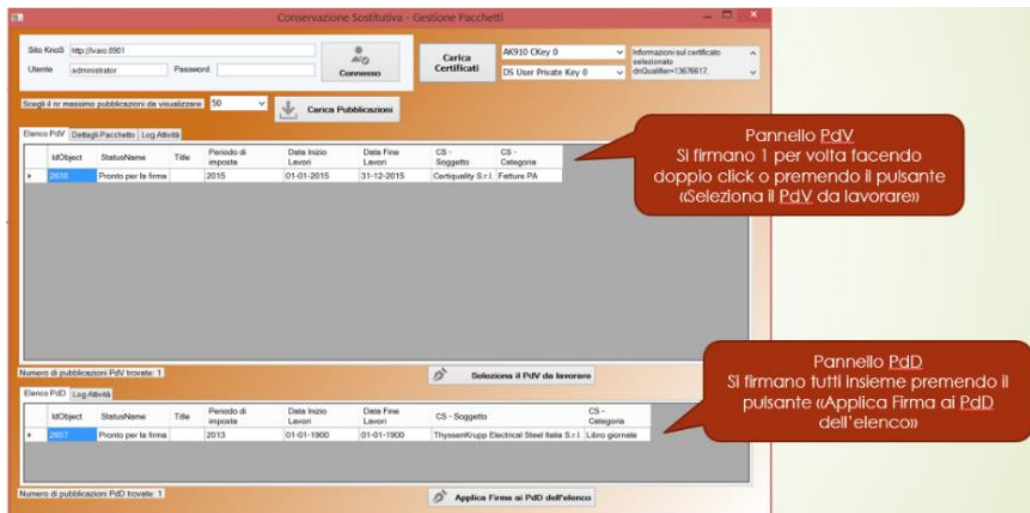 Conservazione Sostitutiva - Gestione Pacchetti
Sito KnoS http://vaio:8901
Utente administrator Password
Connesso
Carica Certificati
AK910 CKey 0
DS User Private Key 0
Informazioni sul certificato selezionato
dnQualifier=13676617,
Scegli il nr massimo pubblicazioni da visualizzare 50
Carica Pubblicazioni
Elenco PdV Dettagli Pacchetto Log Attività
IdObject StatusName Title Periodo di imposta Data Inizio Lavori Data Fine Lavori CS - Soggetto CS - Categoria
2638 Pronto per la firma 2015 01-01-2015 31-12-2015 Certiquality S.r.l. Fatture PA
Pannello PdV
Si firmano 1 per volta facendo
doppio click o premendo il pulsante
«Seleziona il PdV da lavorare»
Numero di pubblicazioni PdV trovate: 1
Seleziona il PdV da lavorare
Elenco PdD Log Attività
IdObject StatusName Title Periodo di imposta Data Inizio Lavori Data Fine Lavori CS - Soggetto CS - Categoria
2657 Pronto per la firma 2013 01-01-1900 01-01-1900 ThyssenKrupp Electrical Steel Italia S.r.l. Libro giornale
Pannello PdD
Si firmano tutti insieme premendo il
pulsante «Applica Firma ai PdD
dell'elenco»
Numero di pubblicazioni PdD trovate: 1
Applica Firma ai PdD dell'elenco